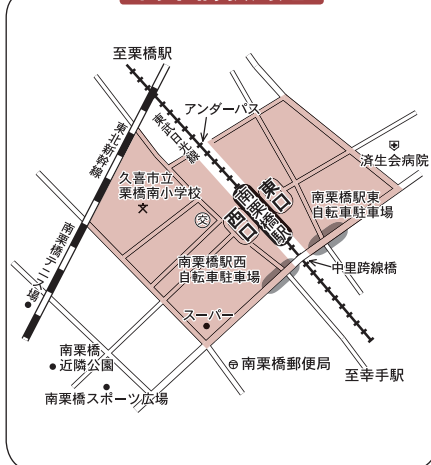 至栗橋駅
アンダーパス
東武日光線
東北新幹線
久喜市立
栗橋南小学校
済生会病院
交
東口
南栗橋駅
西口
南栗橋駅東
自転車駐車場
南栗橋テニス場
南栗橋駅西
自転車駐車場
中里跨線橋
スーパー
南栗橋
近隣公園
南栗橋郵便局
至幸手駅
南栗橋スポーツ広場